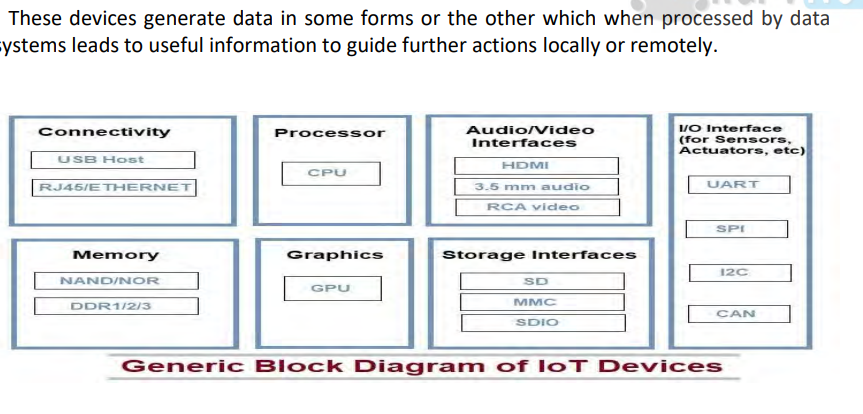 These devices generate data in some forms or the other which when processed by data
systems leads to useful information to guide further actions locally or remotely.
Connectivity
USB Host
RJ45/ETHERNET
Processor
CPU
Audio/Video
Interfaces
HDMI
3.5 mm audio
RCA video
I/O Interface
(for Sensors,
Actuators, etc)
UART
SPI
I2C
CAN
Memory
NAND/NOR
DDR1/2/3
Graphics
GPU
Storage Interfaces
SD
MMC
SDIO
Generic Block Diagram of IoT Devices